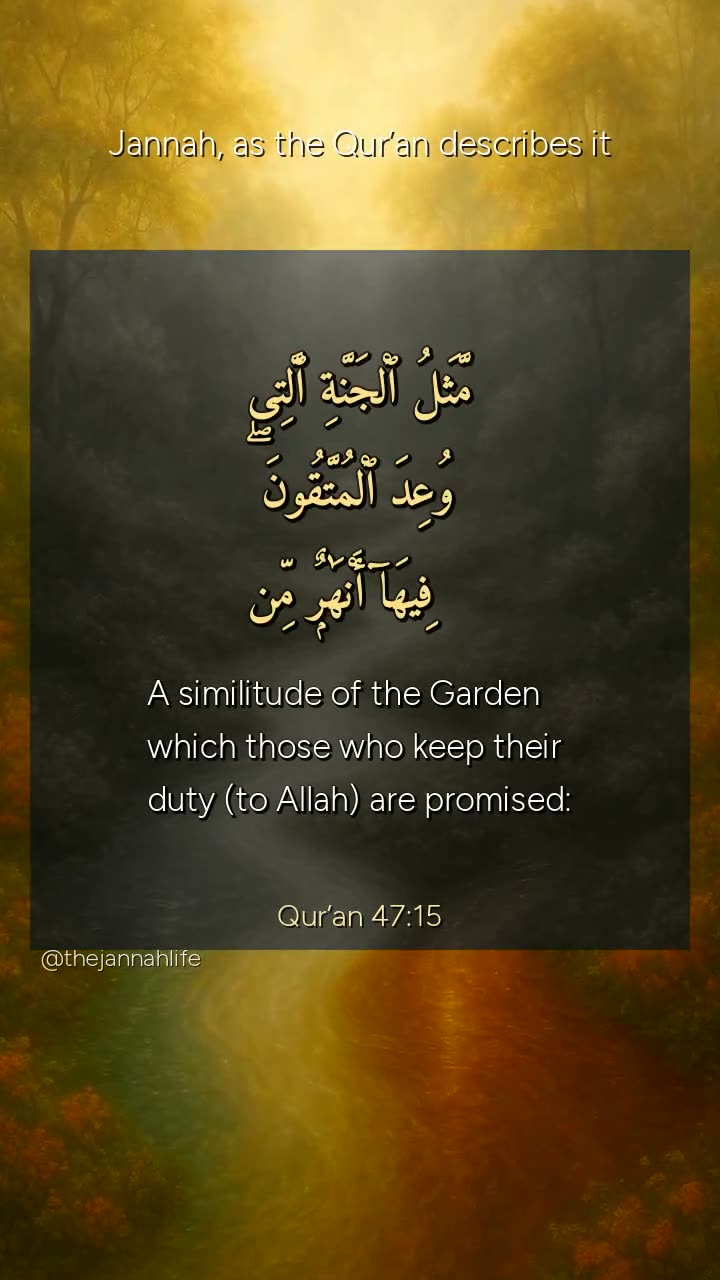 Jannah, as the Qur’an describes it
مَّثَلُ ٱلْجَنَّةِ ٱلَّتِى
وُعِدَ ٱلْمُتَّقُونَ ۖ
فِيهَآ أَنْهَـٰرٌ مِّن
A similitude of the Garden
which those who keep their
duty (to Allah) are promised:
Qur’an 47:15
@thejannahlife